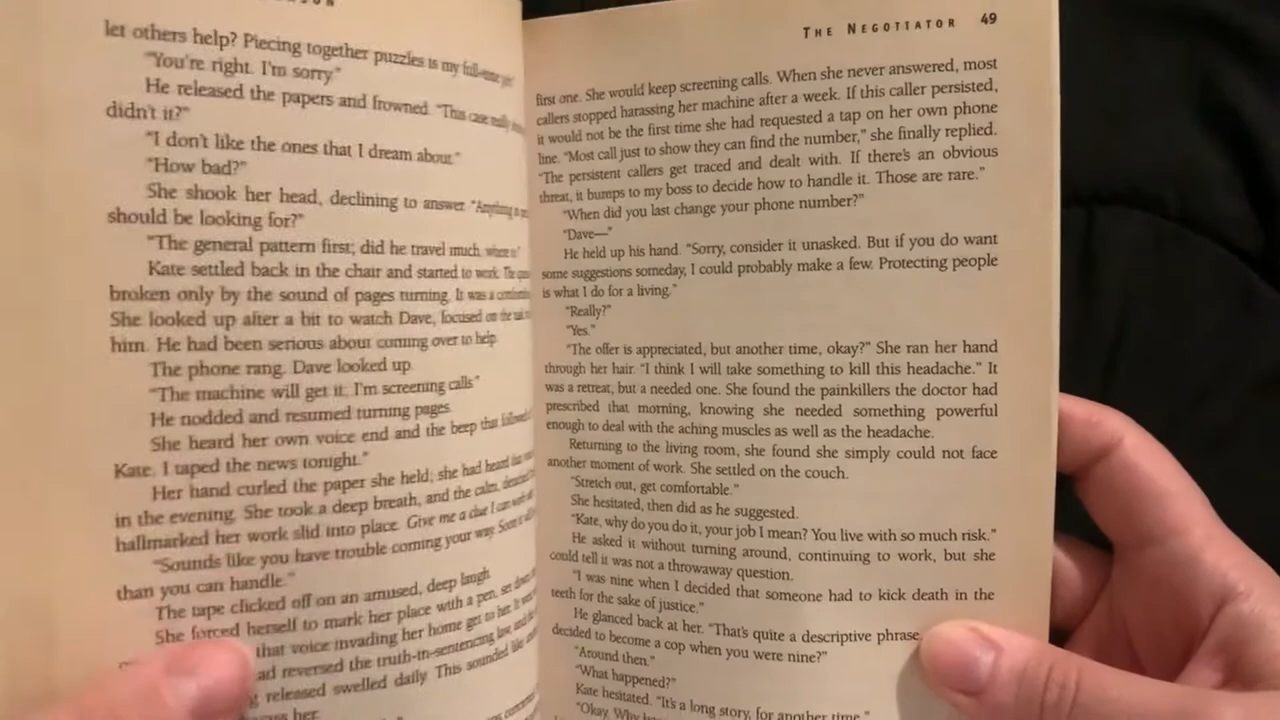 let others help? Piecing together puzzles is my full-time
"You're right. I'm sorry."
He released the papers and frowned. "This case really
didn't it?"
"I don't like the ones that I dream about."
"How bad?"
She shook her head, declining to answer. "Anything
should be looking for?"
"The general pattern first; did he travel much, where
Kate settled back in the chair and started to work. The
broken only by the sound of pages turning. It was a
She looked up after a bit to watch Dave, focused on the
him. He had been serious about coming over to help.
The phone rang. Dave looked up.
"The machine will get it. I'm screening calls."
He nodded and resumed turning pages.
She heard her own voice end and the beep that followed
Kate. I taped the news tonight."
Her hand curled the paper she held; she had heard that
in the evening. She took a deep breath, and the calm,
hallmarked her work slid into place. Give me a clue I can
"Sounds like you have trouble coming your way. Soon
than you can handle."
The tape clicked off on an amused, deep laugh.
She forced herself to mark her place with a pen, set down
that voice invading her home get to her. It
reversed the truth-in-sentencing law, and
released swelled daily. This sounded like
her.
THE NEGOTIATOR 49
first one. She would keep screening calls. When she never answered, most
callers stopped harassing her machine after a week. If this caller persisted,
it would not be the first time she had requested a tap on her own phone
line. "Most call just to show they can find the number," she finally replied.
"The persistent callers get traced and dealt with. If there's an obvious
threat, it bumps to my boss to decide how to handle it. Those are rare."
"When did you last change your phone number?"
"Dave—"
He held up his hand. "Sorry, consider it unasked. But if you do want
some suggestions someday, I could probably make a few. Protecting people
is what I do for a living."
"Really?"
"Yes."
"The offer is appreciated, but another time, okay?" She ran her hand
through her hair. "I think I will take something to kill this headache." It
was a retreat, but a needed one. She found the painkillers the doctor had
prescribed that morning, knowing she needed something powerful
enough to deal with the aching muscles as well as the headache.
Returning to the living room, she found she simply could not face
another moment of work. She settled on the couch.
"Stretch out, get comfortable."
She hesitated, then did as he suggested.
"Kate, why do you do it, your job I mean? You live with so much risk."
He asked it without turning around, continuing to work, but she
could tell it was not a throwaway question.
"I was nine when I decided that someone had to kick death in the
teeth for the sake of justice."
He glanced back at her. "That's quite a descriptive phrase.
decided to become a cop when you were nine?"
"Around then."
"What happened?"
Kate hesitated. "It's a long story, for another time."
"Okay. Why